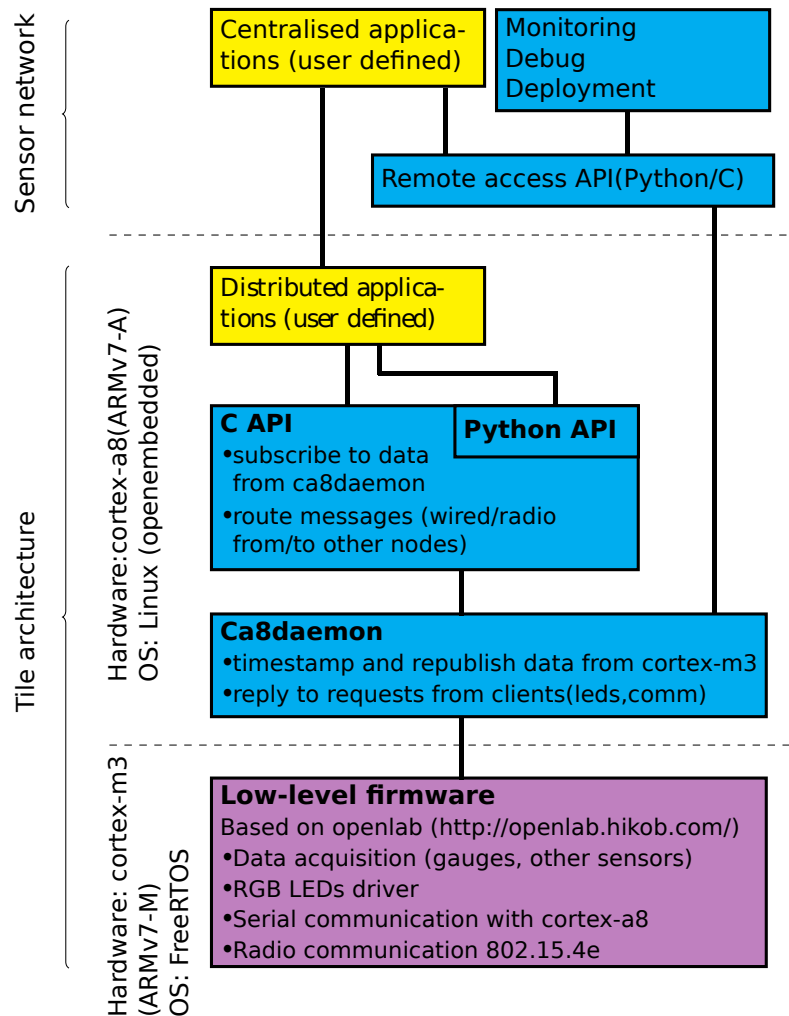 Sensor network
Centralised applica-
tions (user defined)
Monitoring
Debug
Deployment
Remote access API(Python/C)
Tile architecture
Hardware:cortex-a8(ARMv7-A)
OS: Linux (openembedded)
Distributed applica-
tions (user defined)
C API
Python API
•subscribe to data
from ca8daemon
•route messages (wired/radio
from/to other nodes)
Ca8daemon
•timestamp and republish data from cortex-m3
•reply to requests from clients(leds,comm)
Hardware: cortex-m3
(ARMv7-M)
OS: FreeRTOS
Low-level firmware
Based on openlab (http://openlab.hikob.com/)
•Data acquisition (gauges, other sensors)
•RGB LEDs driver
•Serial communication with cortex-a8
•Radio communication 802.15.4e